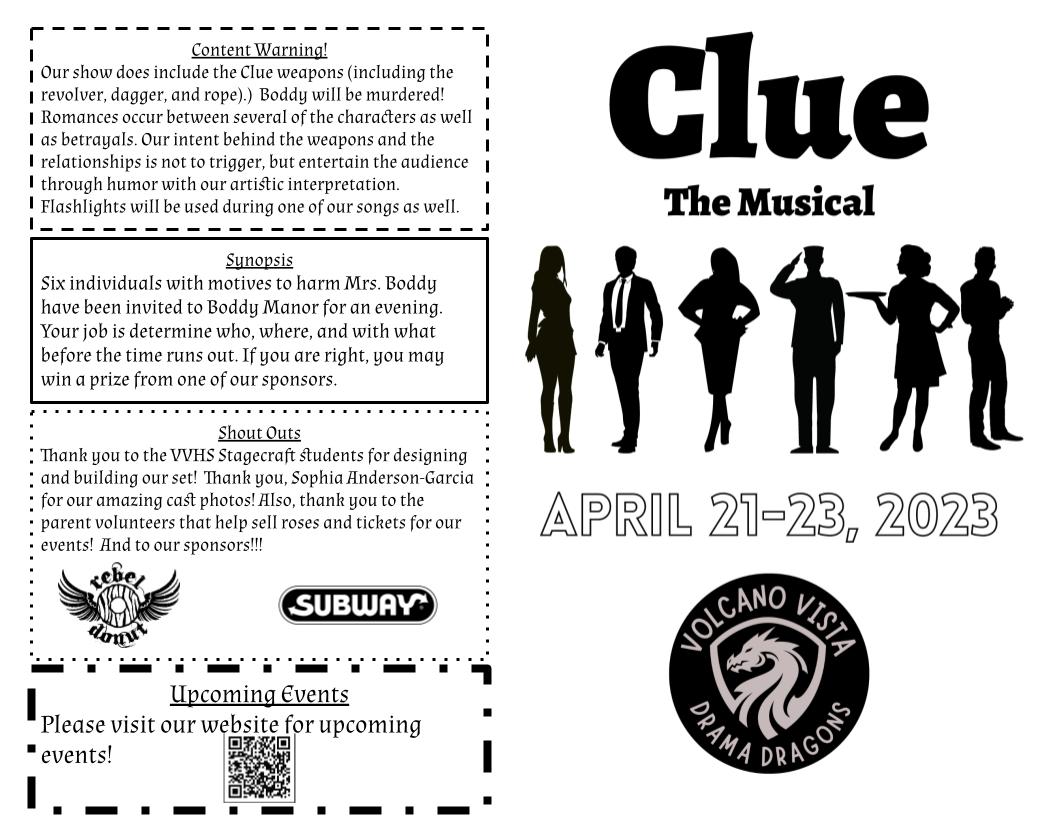 Content Warning!
Our show does include the Clue weapons (including the
revolver, dagger, and rope).)  Boddy will be murdered!
Romances occur between several of the characters as well
as betrayals. Our intent behind the weapons and the
relationships is not to trigger, but entertain the audience
through humor with our artistic interpretation.
Flashlights will be used during one of our songs as well.
Synopsis
Six individuals with motives to harm Mrs. Boddy
have been invited to Boddy Manor for an evening.
Your job is determine who, where, and with what
before the time runs out. If you are right, you may
win a prize from one of our sponsors.
Shout Outs
Thank you to the VVHS Stagecraft students for designing
and building our set!  Thank you, Sophia Anderson-Garcia
for our amazing cast photos! Also, thank you to the
parent volunteers that help sell roses and tickets for our
events!  And to our sponsors!!!
rebel
donut
SUBWAY
Upcoming Events
Please visit our website for upcoming
events!
Clue
The Musical
APRIL 21-23, 2023
VOLCANO VISTA
DRAMA DRAGONS